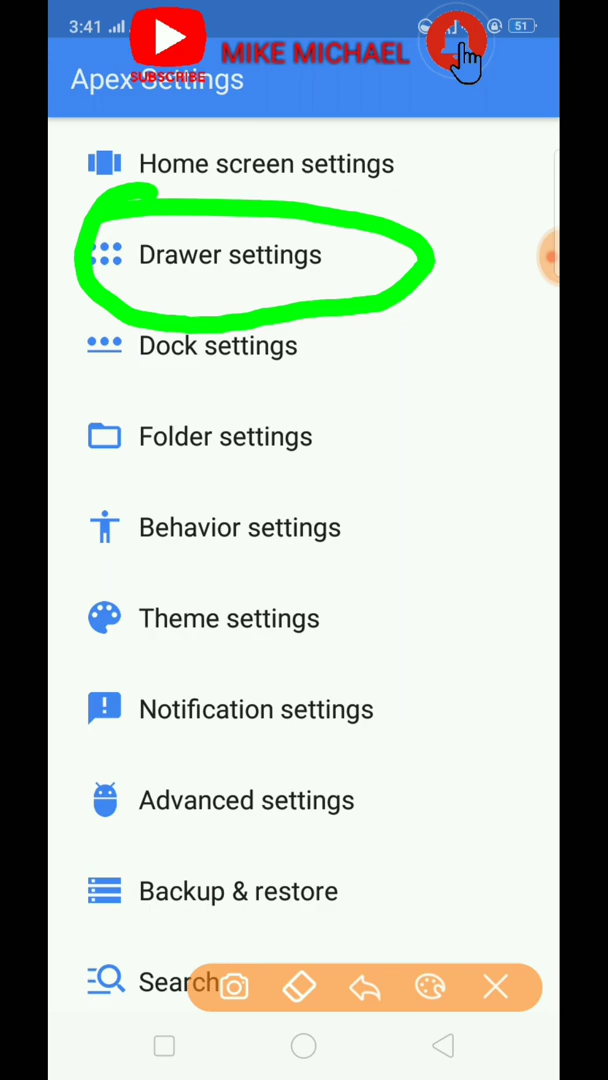 3:41
51
MIKE MICHAEL
SUBSCRIBE
Apex Settings
Home screen settings
Drawer settings
Dock settings
Folder settings
Behavior settings
Theme settings
Notification settings
Advanced settings
Backup & restore
Search